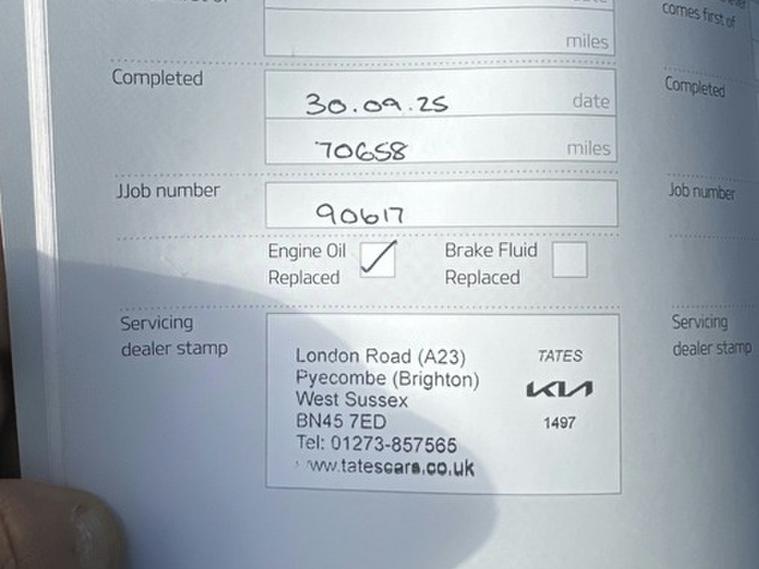 comes first of
miles
Completed
30.09.25 date
Completed
70658 miles
JJob number
90617
Job number
Engine Oil Replaced
Brake Fluid Replaced
Servicing dealer stamp
London Road (A23)
Pyecombe (Brighton)
West Sussex
BN45 7ED
Tel: 01273-857565
www.tatescars.co.uk
TATES
KIA
1497
Servicing dealer stamp